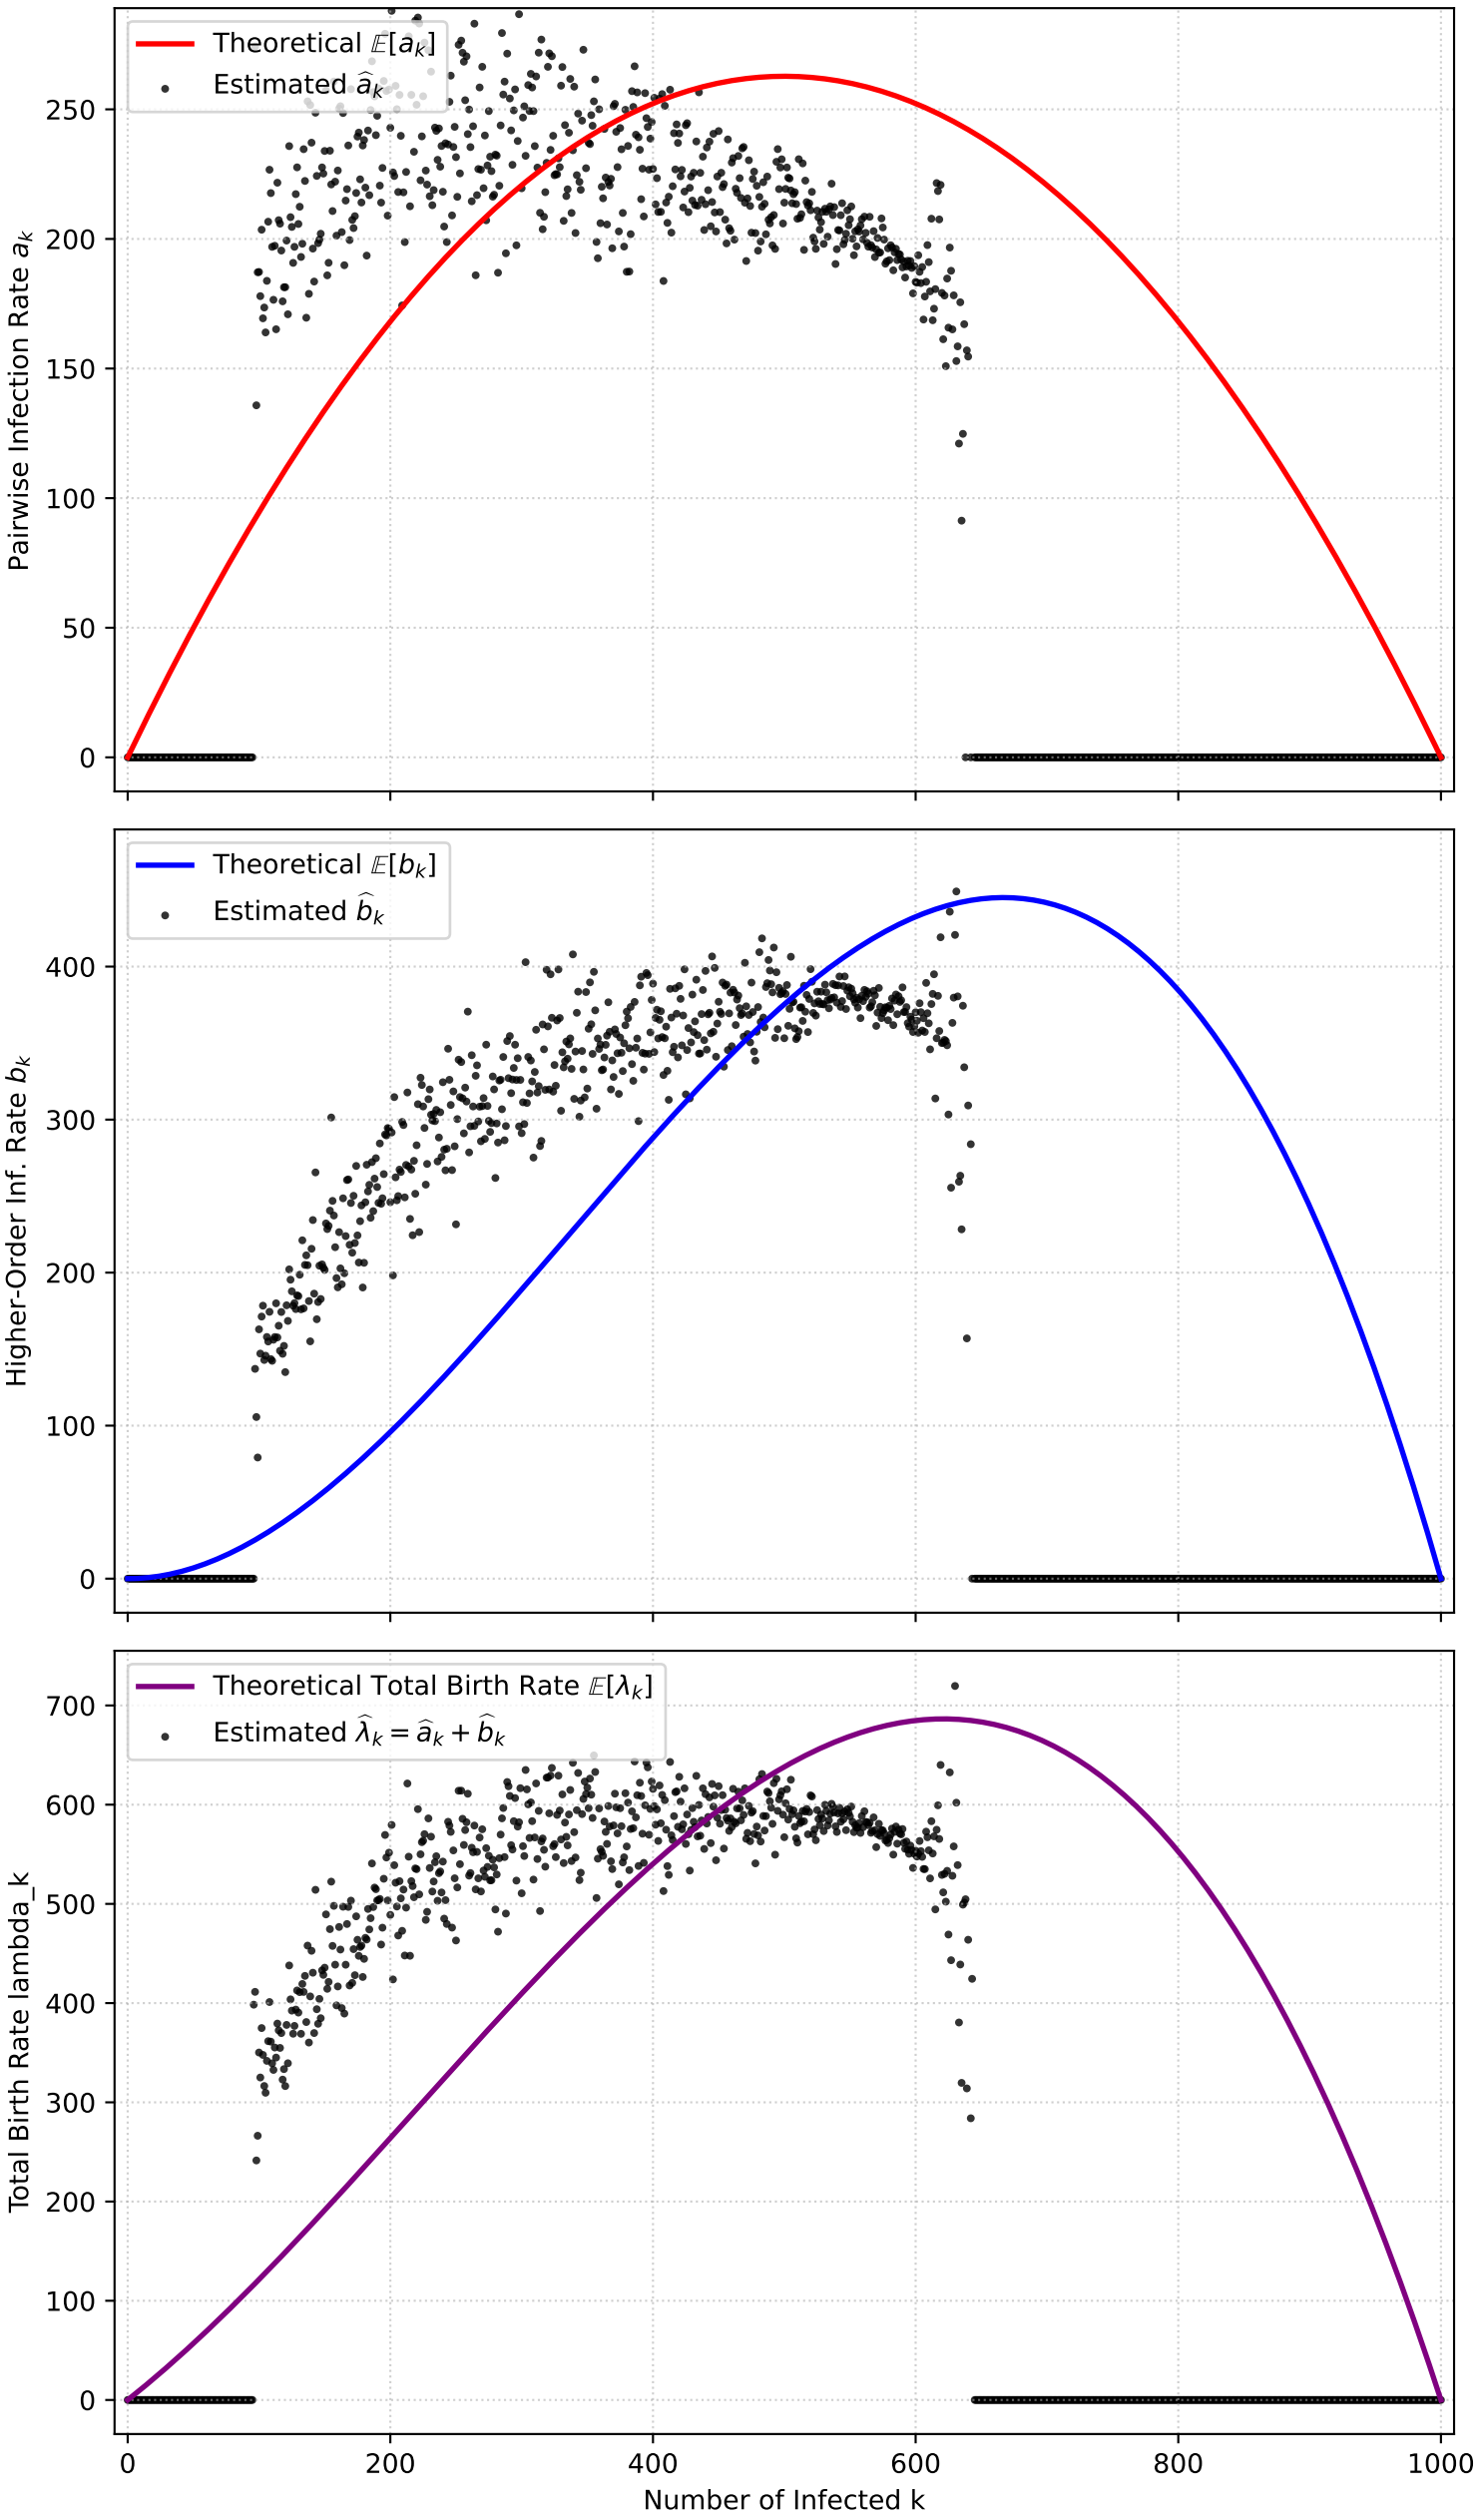 Theoretical 𝔼[a_k]
Estimated â_k
250
200
150
100
50
0
Pairwise Infection Rate a_k
Theoretical 𝔼[b_k]
Estimated b̂_k
400
300
200
100
0
Higher-Order Inf. Rate b_k
Theoretical Total Birth Rate 𝔼[λ_k]
Estimated λ̂_k = â_k + b̂_k
700
600
500
400
300
200
100
0
Total Birth Rate lambda_k
0 200 400 600 800 1000
Number of Infected k